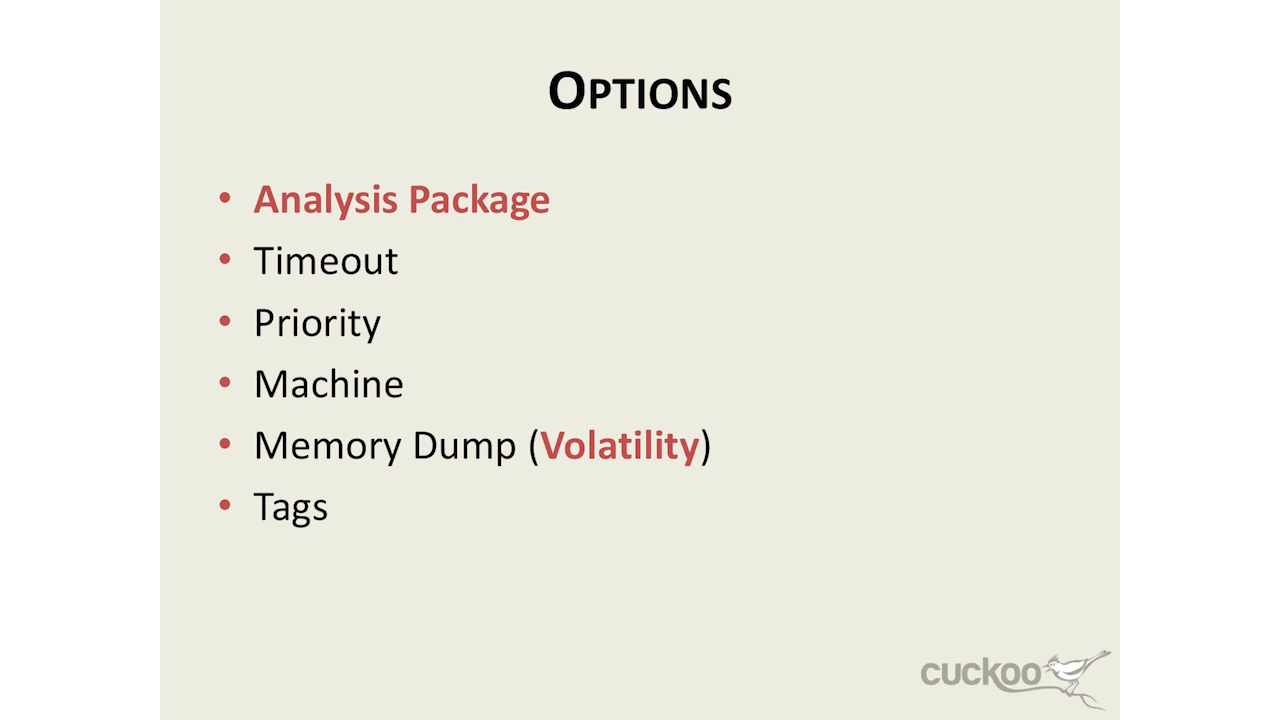 OPTIONS
• Analysis Package
• Timeout
• Priority
• Machine
• Memory Dump (Volatility)
• Tags
cuckoo